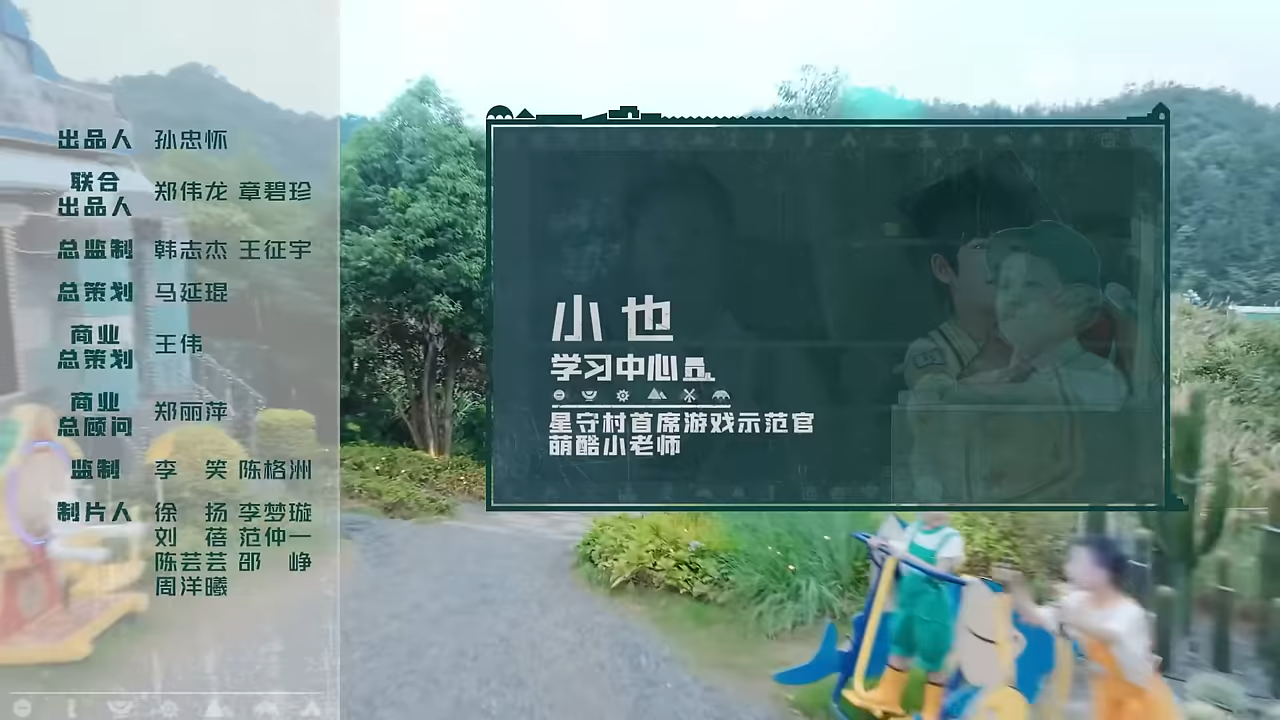 出品人 孙忠怀
联合
出品人 郑伟龙 章碧珍
总监制 韩志杰 王征宇
总策划 马延琨
商业
总策划 王伟
商业
总顾问 郑丽萍
监制 李 笑 陈格洲
制片人 徐 扬 李梦璇
刘 蓓 范仲一
陈芸芸 邵 峥
周洋曦
小也
学习中心
星守村首席游戏示范官
萌酷小老师